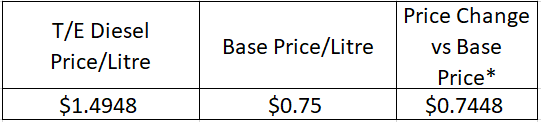 T/E Diesel
Price/Litre
Base Price/Litre
Price Change
vs Base
Price*
$1.4948
$0.75
$0.7448